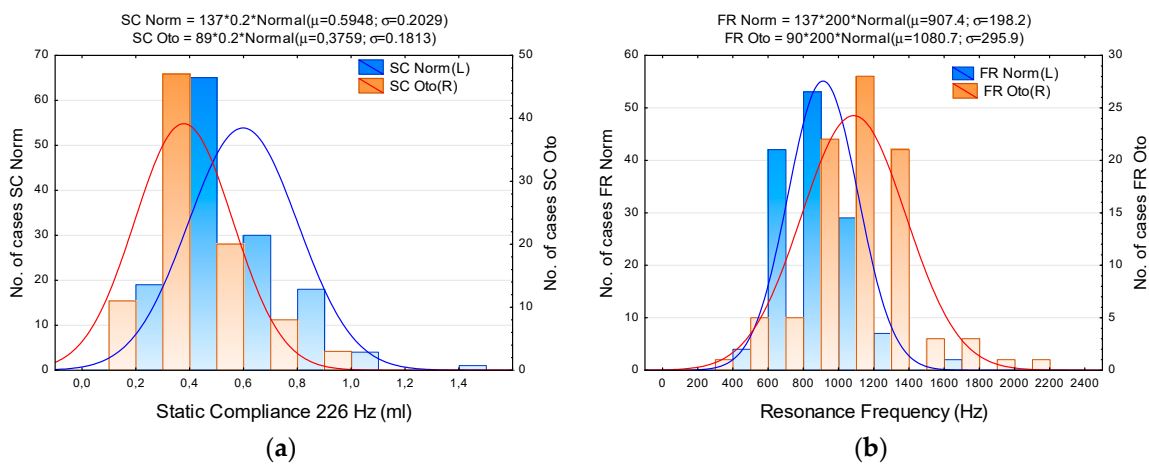 SC Norm = 137*0.2*Normal(μ=0.5948; σ=0.2029)
SC Oto = 89*0.2*Normal(μ=0,3759; σ=0.1813)
70
60
50
40
30
20
10
0
No. of cases SC Norm
SC Norm(L)
SC Oto(R)
50
40
30
20
10
0
No. of cases SC Oto
0,0 0,2 0,4 0,6 0,8 1,0 1,2 1,4
Static Compliance 226 Hz (ml)
(a)
FR Norm = 137*200*Normal(μ=907.4; σ=198.2)
FR Oto = 90*200*Normal(μ=1080.7; σ=295.9)
60
50
40
30
20
10
0
No. of cases FR Norm
FR Norm(L)
FR Oto(R)
30
25
20
15
10
5
0
No. of cases FR Oto
0 200 400 600 800 1000 1200 1400 1600 1800 2000 2200 2400
Resonance Frequency (Hz)
(b)